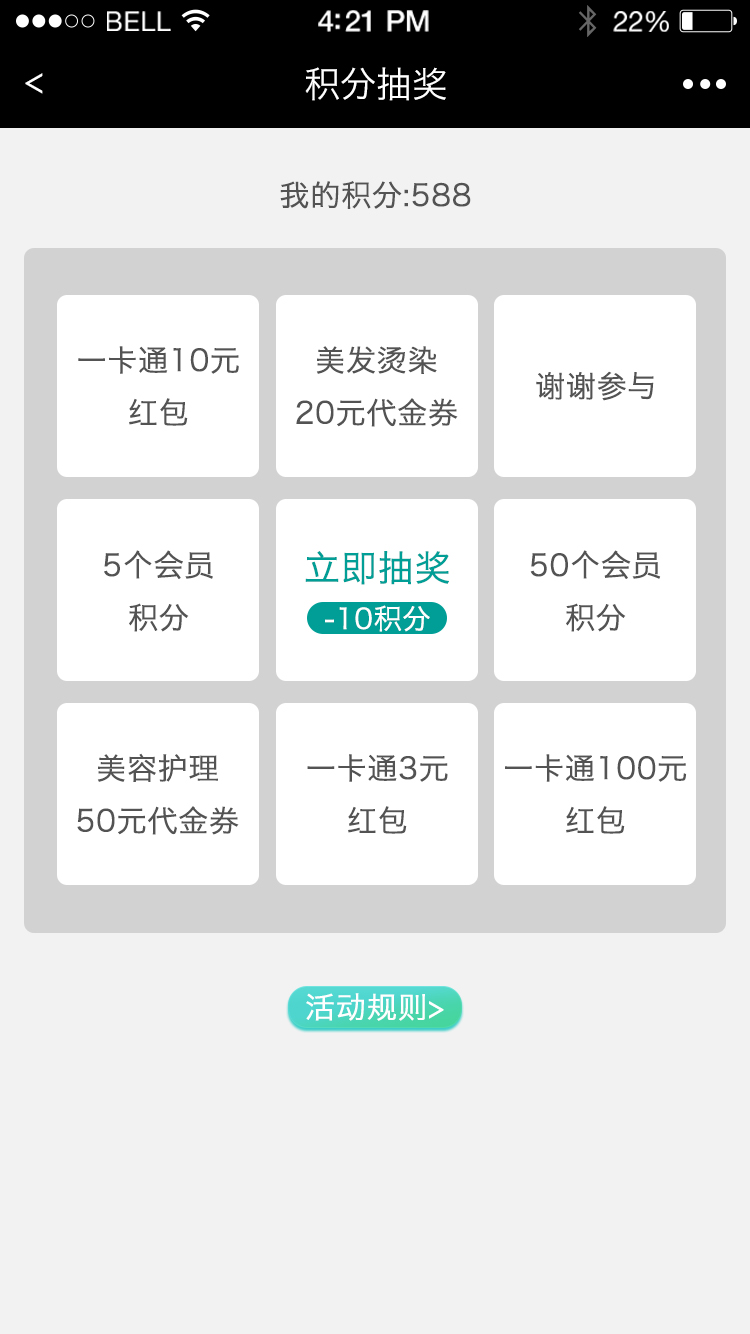 BELL 4:21 PM 22%
< 积分抽奖
我的积分:588
一卡通10元
红包
美发烫染
20元代金券
谢谢参与
5个会员
积分
立即抽奖
-10积分
50个会员
积分
美容护理
50元代金券
一卡通3元
红包
一卡通100元
红包
活动规则>